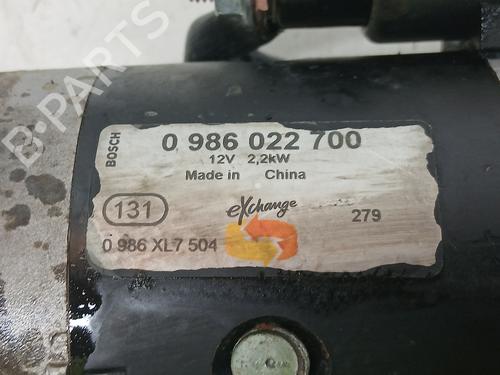 B-PARTS
BOSCH
0 986 022 700
12V 2,2kW
Made in China
131
eXchange
279
0 986 XL7 504